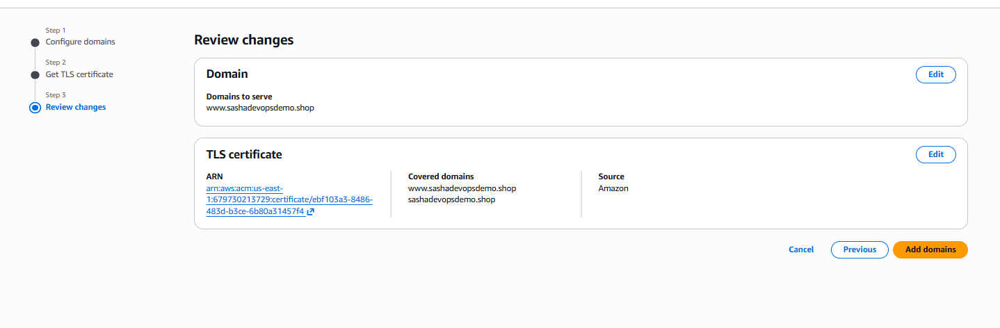 Step 1
Configure domains
Step 2
Get TLS certificate
Step 3
Review changes
Review changes
Domain
Edit
Domains to serve
www.sashadevopsdemo.shop
TLS certificate
Edit
ARN
arn:aws:acm:us-east-
1:679730213729:certificate/ebf103a3-8486-
483d-b3ce-6b80a31457f4
Covered domains
www.sashadevopsdemo.shop
sashadevopsdemo.shop
Source
Amazon
Cancel
Previous
Add domains